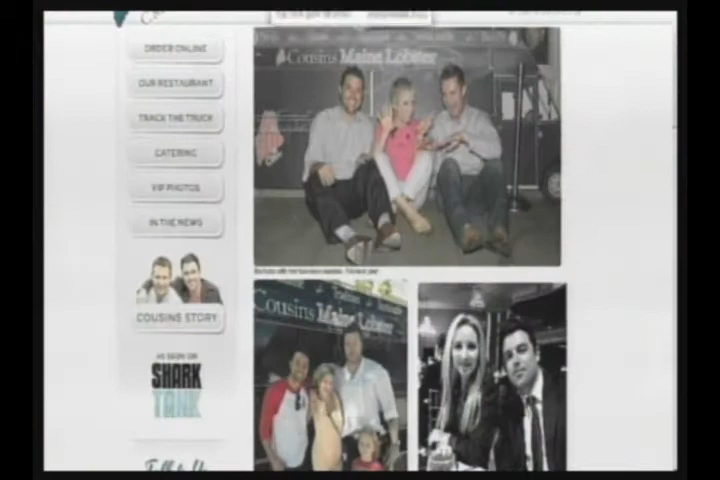 ORDER ONLINE
OUR RESTAURANT
TRACK THE TRUCK
CATERING
VIP PHOTOS
IN THE NEWS
COUSINS STORY
AS SEEN ON
SHARK
TANK
Cousins Maine Lobster
Cousins Maine Lobster